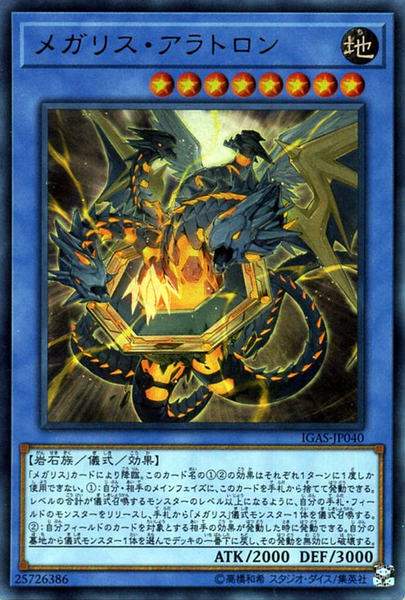 メガリス・アラトロン
地
IGAS-JP040
【岩石族/儀式/効果】
「メガリス」カードにより降臨。このカード名の①②の効果はそれぞれ1ターンに1度しか
使用できない。①:自分・相手のメインフェイズに、このカードを手札から捨てて発動できる。
レベルの合計が儀式召喚するモンスターのレベル以上になるように、自分の手札・フィー
ルドのモンスターをリリースし、手札から「メガリス」儀式モンスター1体を儀式召喚する。
②:自分フィールドのカードを対象とする相手の効果が発動した時に発動できる。自分の
墓地から儀式モンスター1体を選んでデッキの一番下に戻し、その発動を無効にし破壊する。
ATK/2000 DEF/3000
25726386
©高橋和希 スタジオ・ダイス/集英社